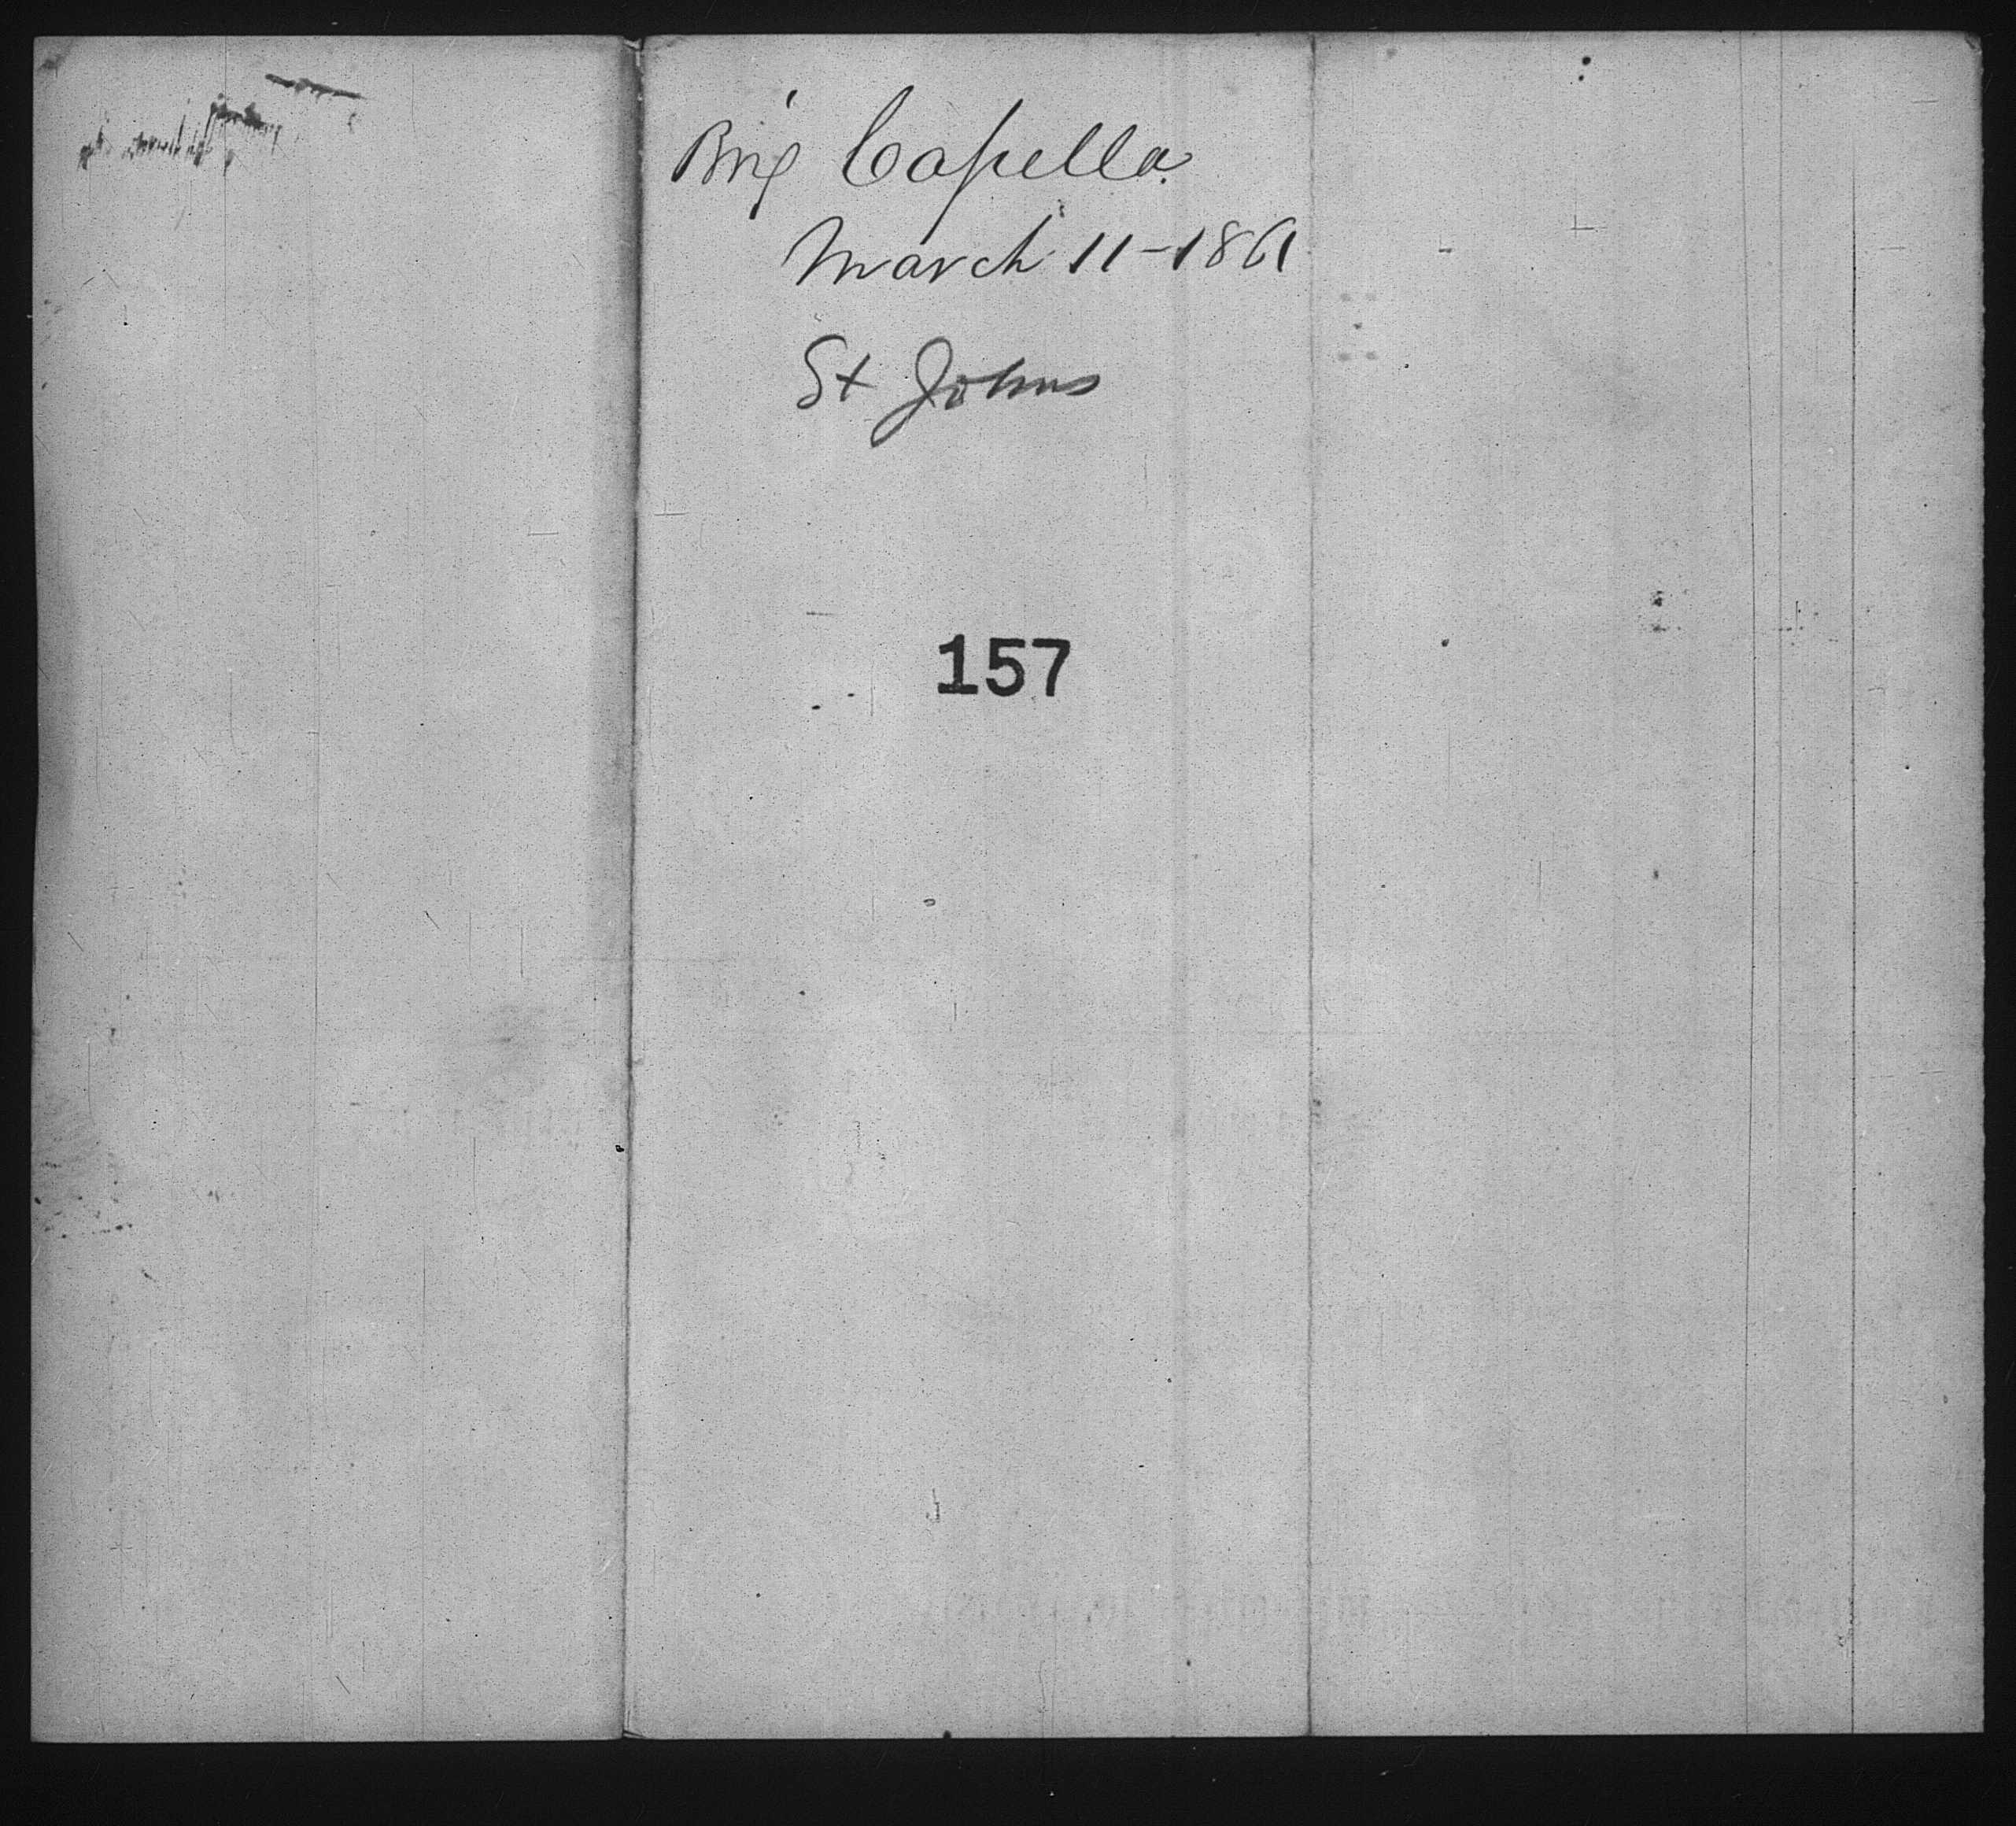 Brig Capella.
March 11-1861
St Johns
157